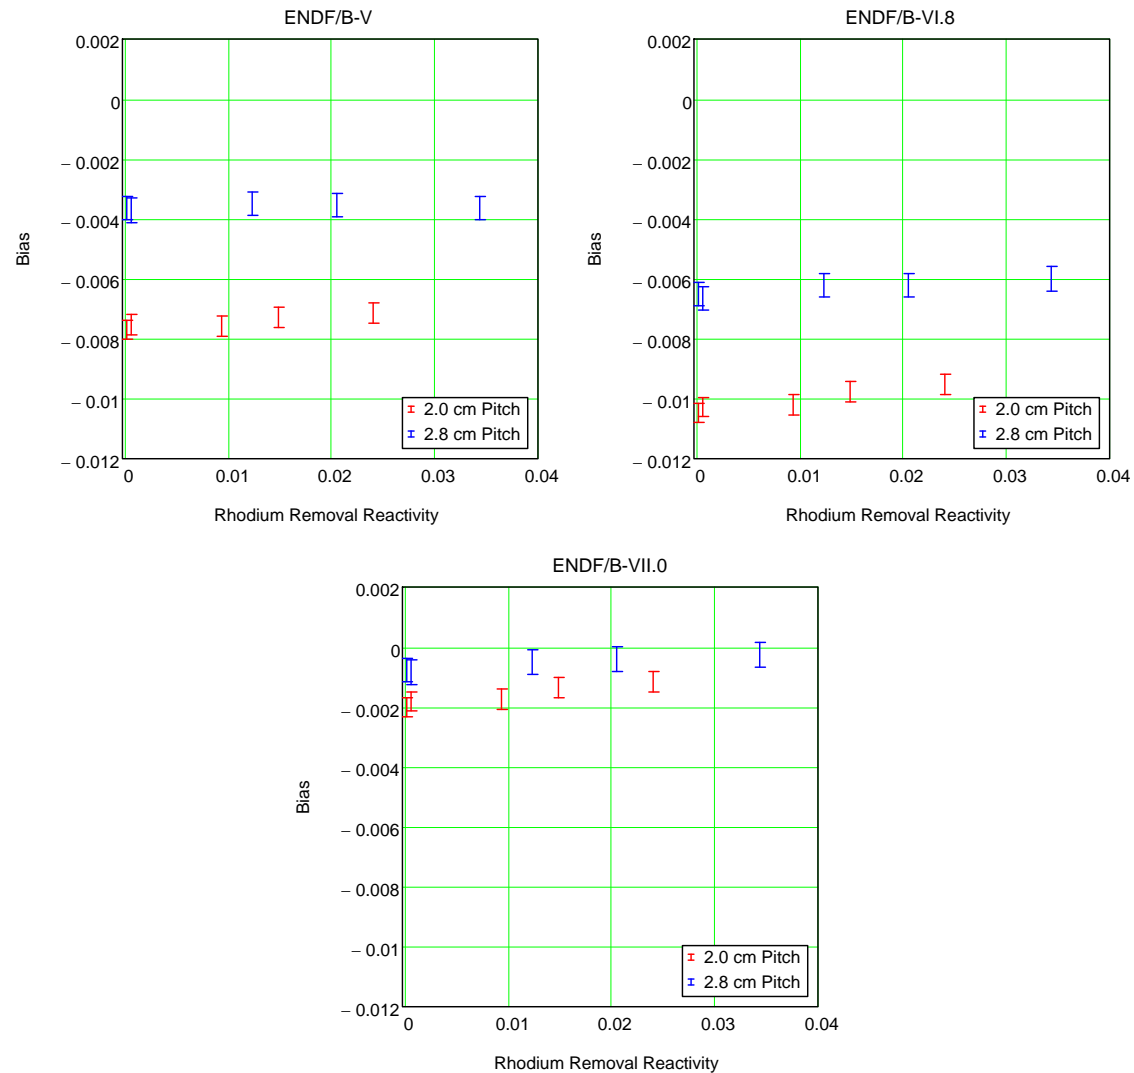 ENDF/B-V
0.002
0
− 0.002
− 0.004
− 0.006
− 0.008
− 0.01
− 0.012
0 0.01 0.02 0.03 0.04
Rhodium Removal Reactivity
Bias
2.0 cm Pitch
2.8 cm Pitch
ENDF/B-VI.8
0.002
0
− 0.002
− 0.004
− 0.006
− 0.008
− 0.01
− 0.012
0 0.01 0.02 0.03 0.04
Rhodium Removal Reactivity
Bias
2.0 cm Pitch
2.8 cm Pitch
ENDF/B-VII.0
0.002
0
− 0.002
− 0.004
− 0.006
− 0.008
− 0.01
− 0.012
0 0.01 0.02 0.03 0.04
Rhodium Removal Reactivity
Bias
2.0 cm Pitch
2.8 cm Pitch